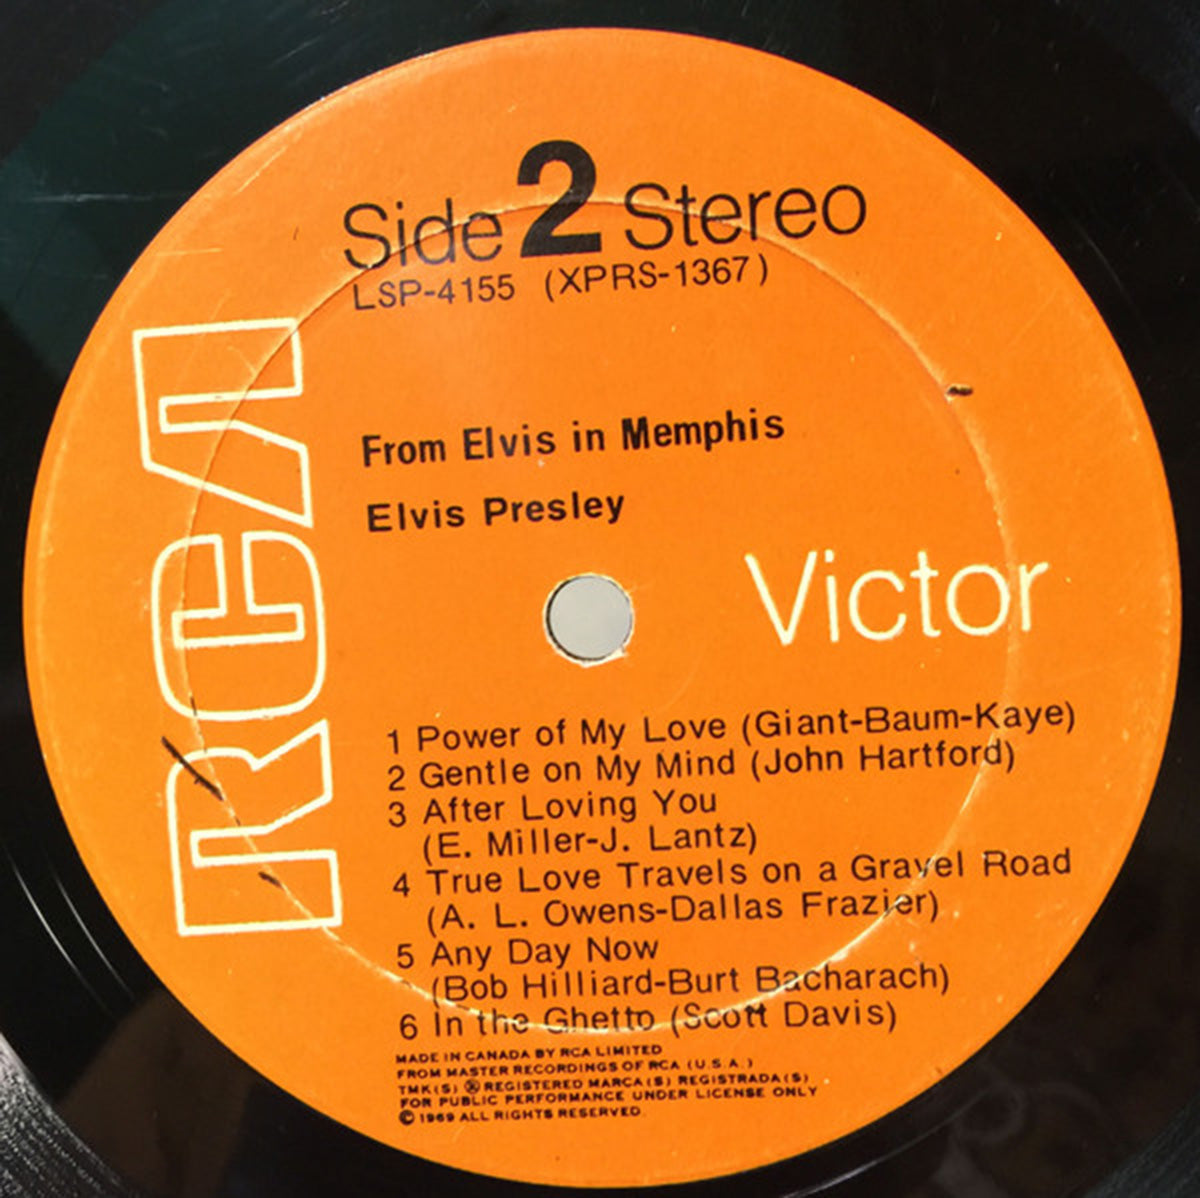 Side 2 Stereo
LSP-4155 (XPRS-1367)
RCA
From Elvis in Memphis
Elvis Presley
Victor
1 Power of My Love (Giant-Baum-Kaye)
2 Gentle on My Mind (John Hartford)
3 After Loving You
(E. Miller-J. Lantz)
4 True Love Travels on a Gravel Road
(A. L. Owens-Dallas Frazier)
5 Any Day Now
(Bob Hilliard-Burt Bacharach)
6 In the Ghetto (Scott Davis)
MADE IN CANADA BY RCA LIMITED
FROM MASTER RECORDINGS OF RCA (U.S.A.)
TMK(S) ® REGISTERED MARCA(S) REGISTRADA(S)
FOR PUBLIC PERFORMANCE UNDER LICENSE ONLY
© 1969 ALL RIGHTS RESERVED.